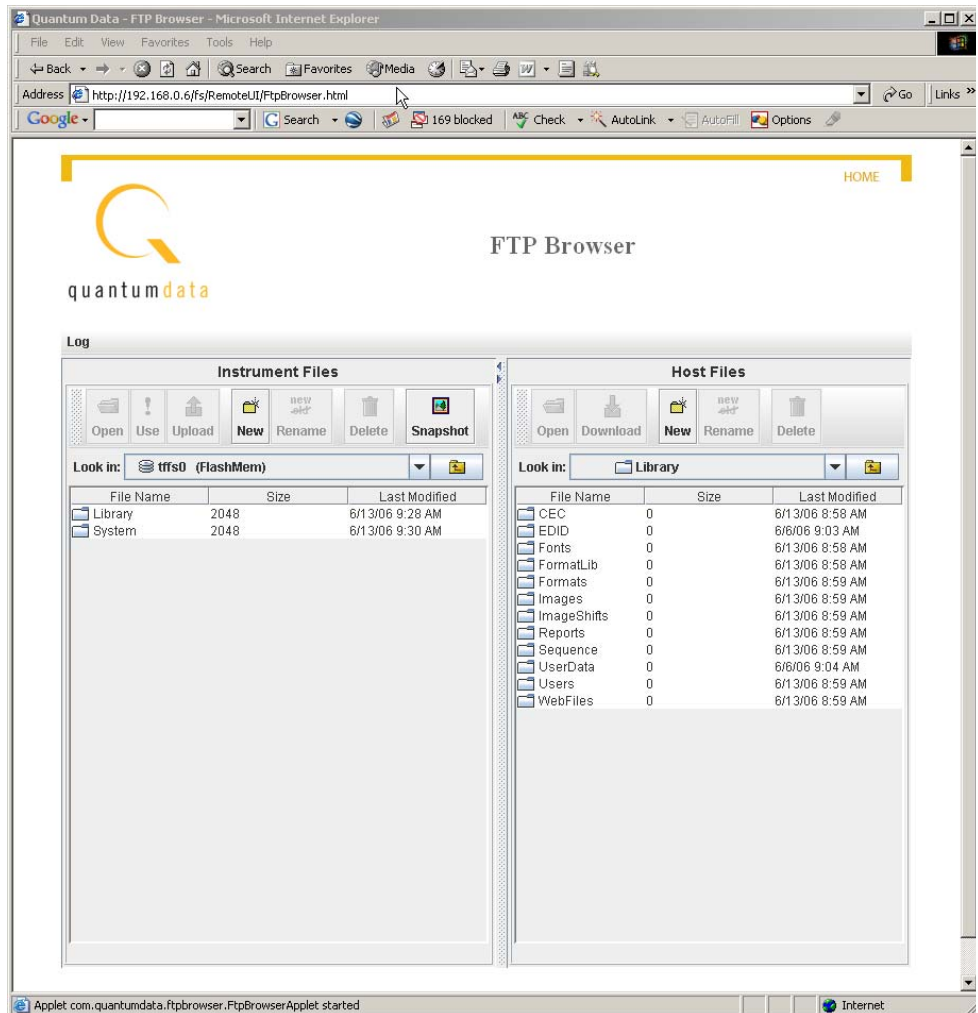 Quantum Data - FTP Browser - Microsoft Internet Explorer
File Edit View Favorites Tools Help
Back Search Favorites Media
Address http://192.168.0.6/fs/RemoteUI/FtpBrowser.html Go Links »
Google Search 169 blocked ABC Check AutoLink AutoFill Options
HOME
FTP Browser
quantumdata
Log
Instrument Files
Open Use Upload New new old Rename Delete Snapshot
Look in: tffs0 (FlashMem)
File Name Size Last Modified
Library 2048 6/13/06 9:28 AM
System 2048 6/13/06 9:30 AM
Host Files
Open Download New new old Rename Delete
Look in: Library
File Name Size Last Modified
CEC 0 6/13/06 8:58 AM
EDID 0 6/6/06 9:03 AM
Fonts 0 6/13/06 8:58 AM
FormatLib 0 6/13/06 8:58 AM
Formats 0 6/13/06 8:59 AM
Images 0 6/13/06 8:59 AM
ImageShifts 0 6/13/06 8:59 AM
Reports 0 6/13/06 8:59 AM
Sequence 0 6/13/06 8:59 AM
UserData 0 6/6/06 9:04 AM
Users 0 6/13/06 8:59 AM
WebFiles 0 6/13/06 8:59 AM
Applet com.quantumdata.ftpbrowser.FtpBrowserApplet started Internet